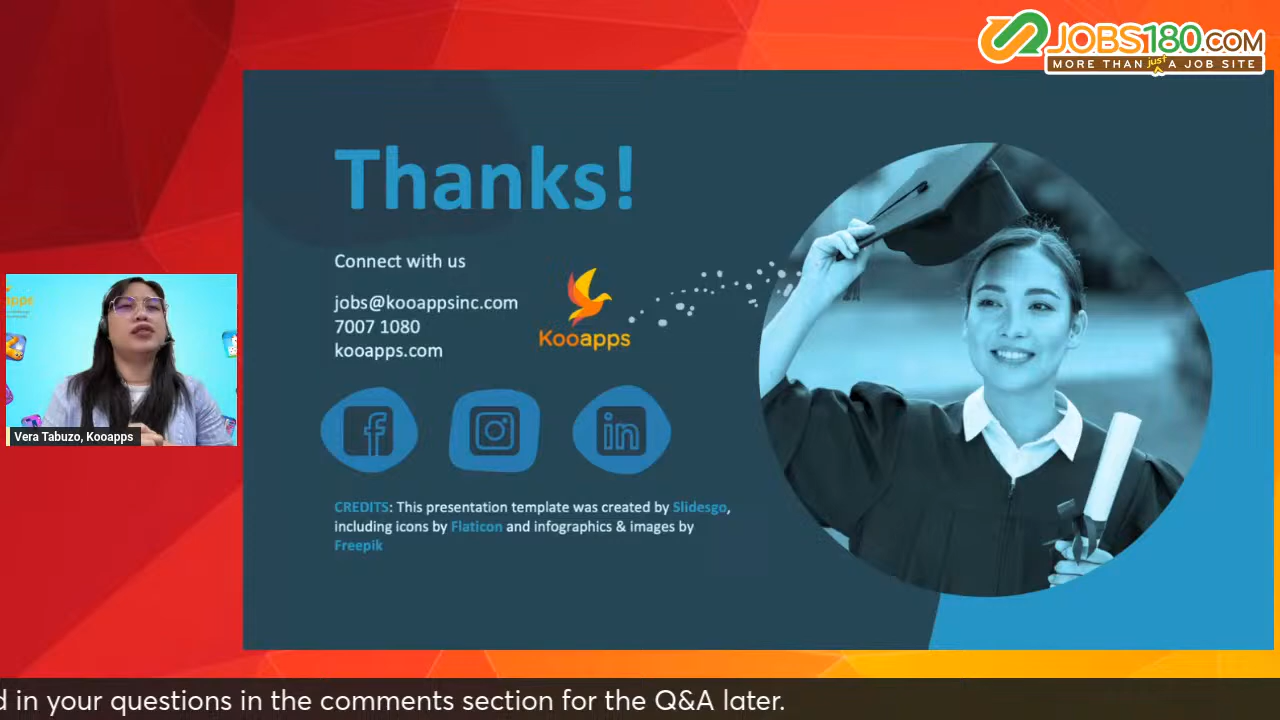 JOBS180.COM
MORE THAN just A JOB SITE
Thanks!
Connect with us
jobs@kooappsinc.com
7007 1080
kooapps.com
Kooapps
CREDITS: This presentation template was created by Slidesgo,
including icons by Flaticon and infographics & images by
Freepik
Vera Tabuzo, Kooapps
in your questions in the comments section for the Q&A later.